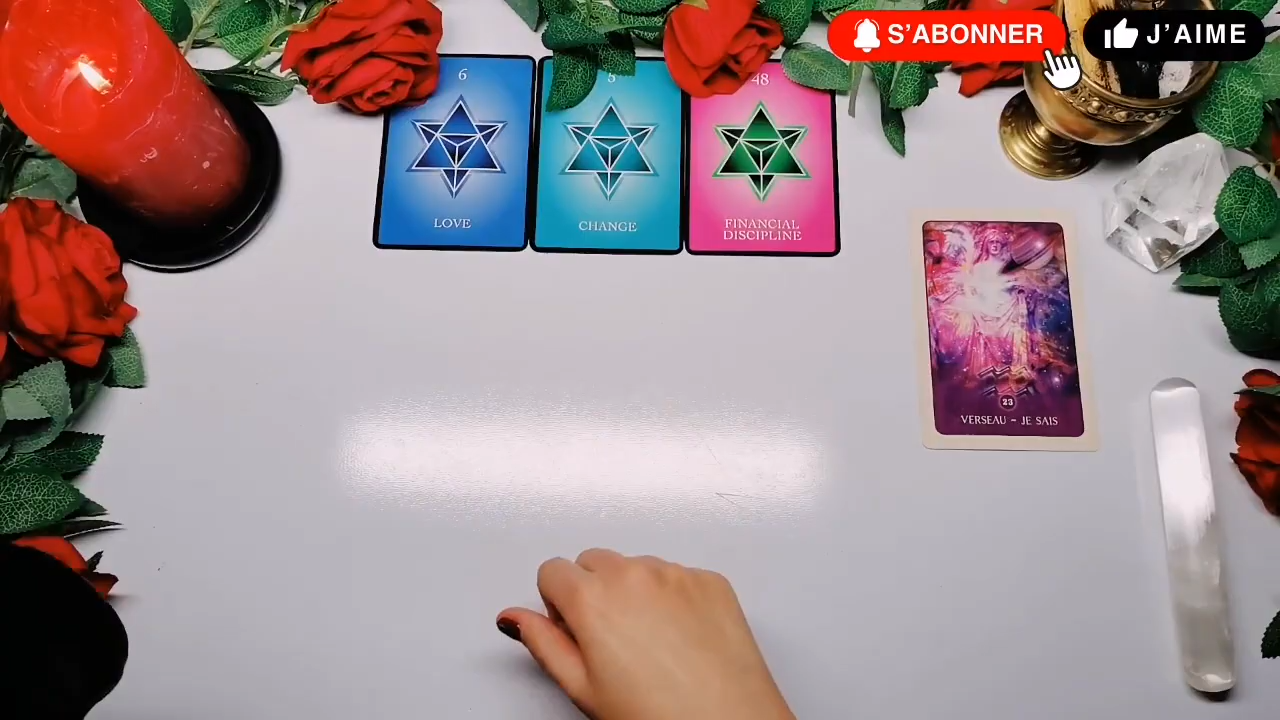 S'ABONNER
J'AIME
6
48
LOVE
CHANGE
FINANCIAL
DISCIPLINE
23
VERSEAU – JE SAIS